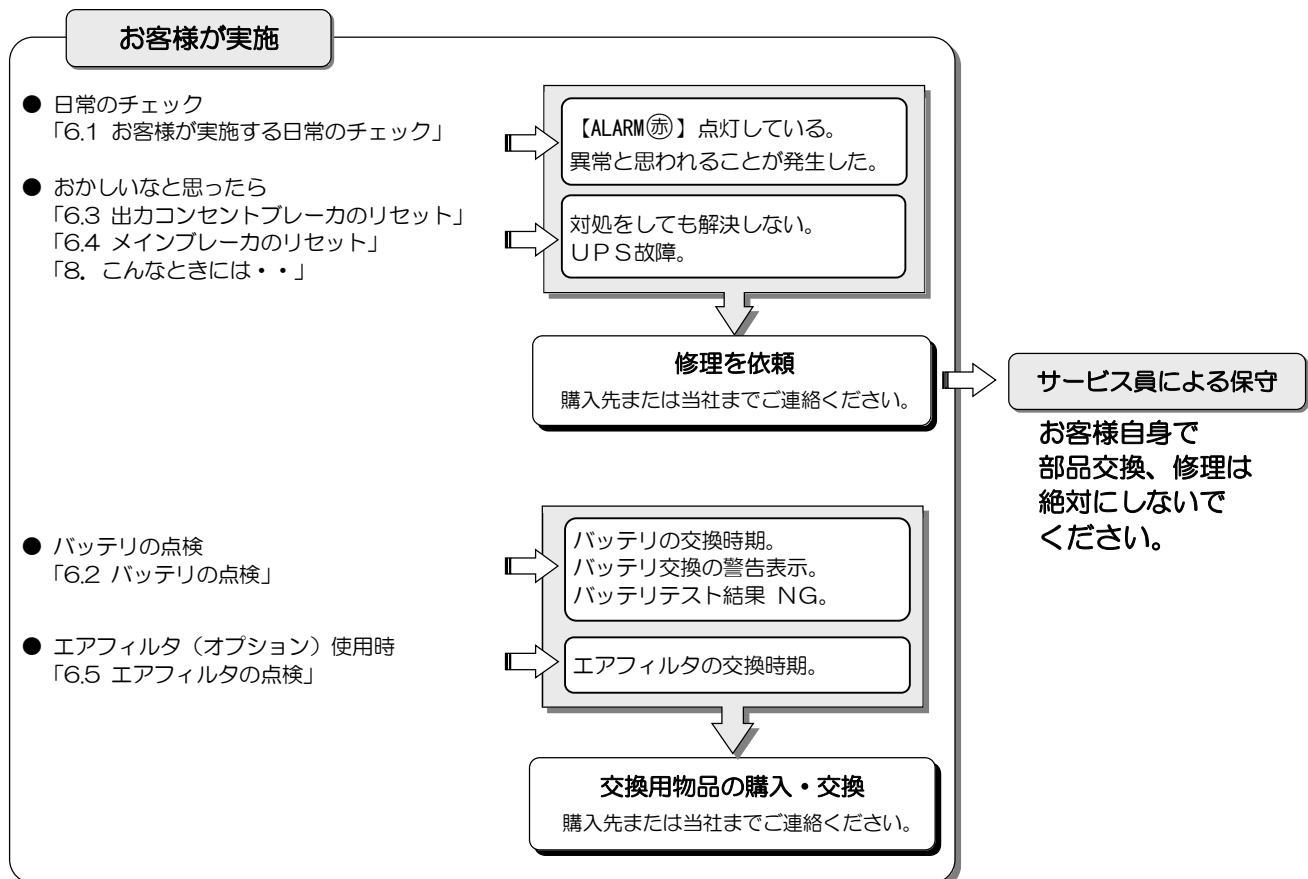 お客様が実施
● 日常のチェック
「6.1 お客様が実施する日常のチェック」
【ALARM㊤赤】点灯している。
異常と思われることが発生した。
● おかしいなと思ったら
「6.3 出力コンセントブレーカのリセット」
「6.4 メインブレーカのリセット」
「8. こんなときには・・」
対処をしても解決しない。
UPS故障。
修理を依頼
購入先または当社までご連絡ください。
サービス員による保守
お客様自身で
部品交換、修理は
絶対にしないで
ください。
● バッテリの点検
「6.2 バッテリの点検」
バッテリの交換時期。
バッテリ交換の警告表示。
バッテリテスト結果 NG。
● エアフィルタ（オプション）使用時
「6.5 エアフィルタの点検」
エアフィルタの交換時期。
交換用物品の購入・交換
購入先または当社までご連絡ください。